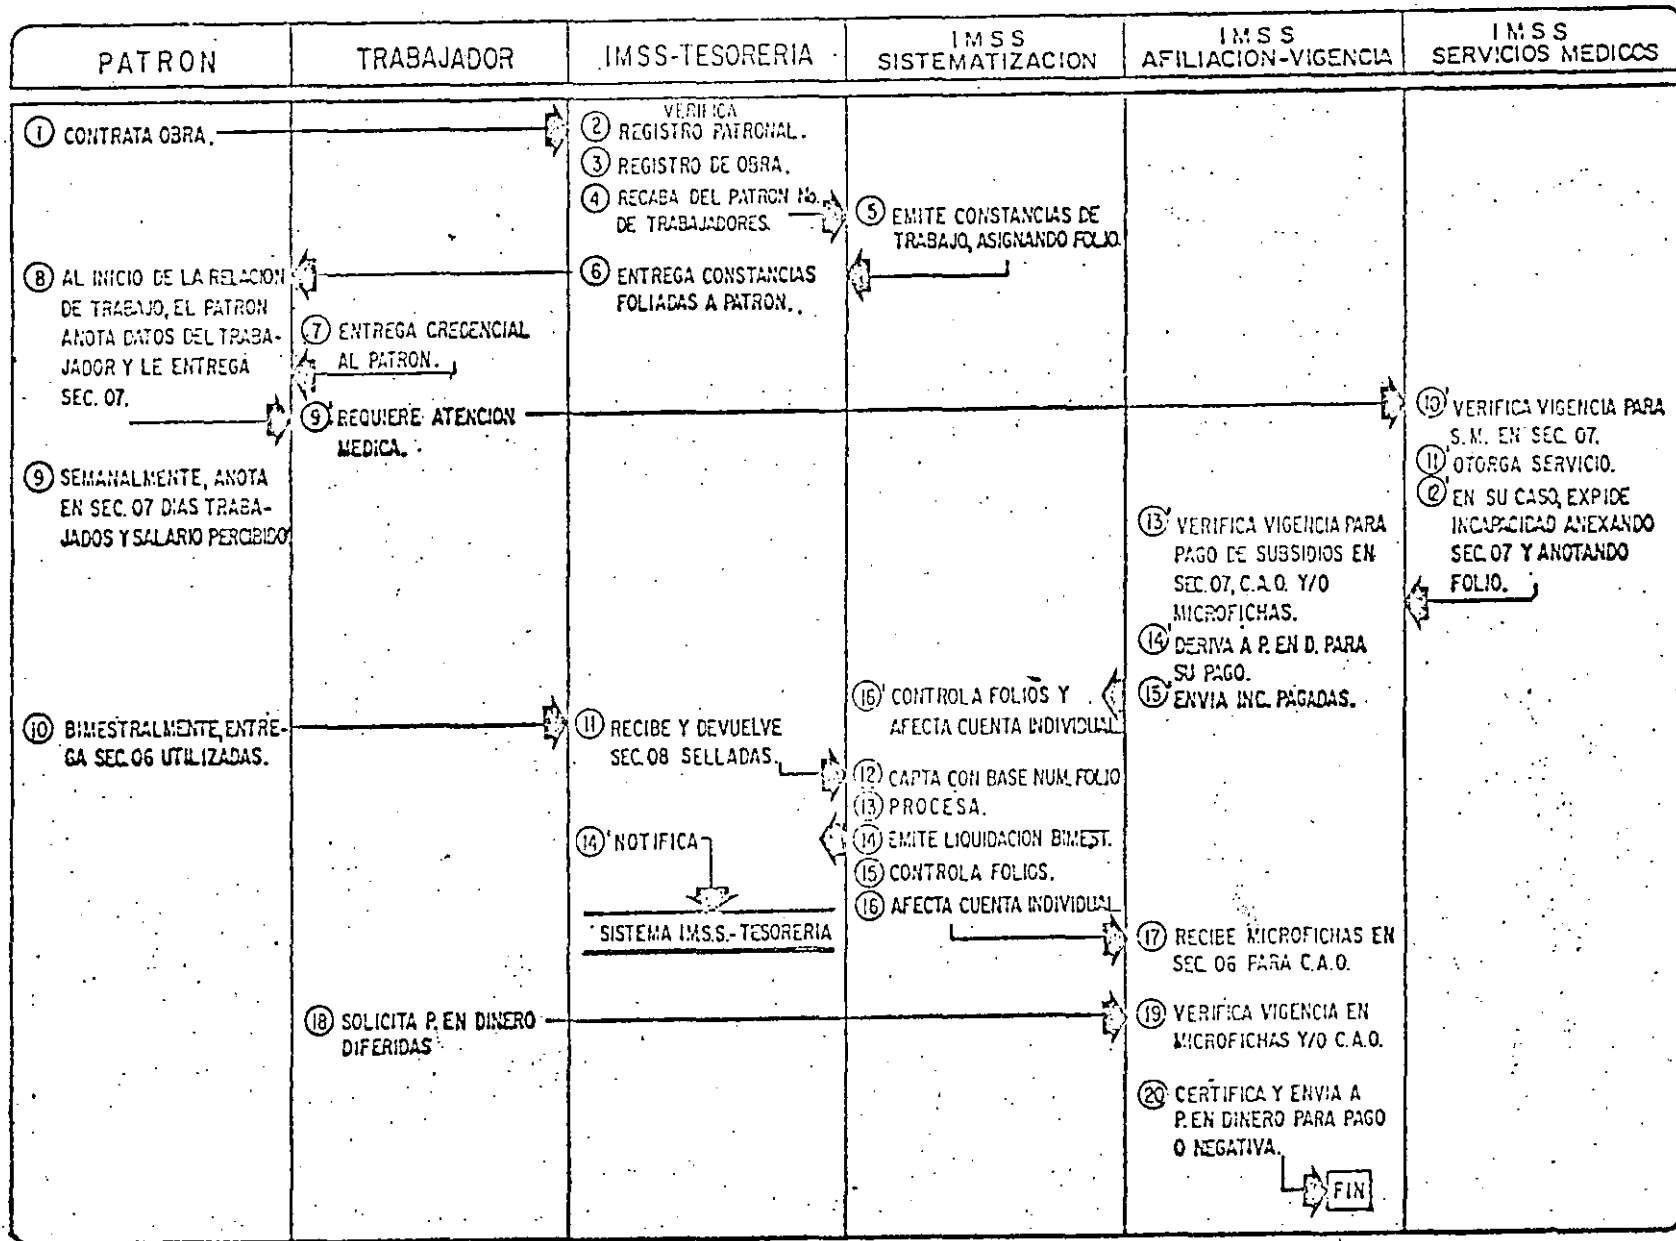 PATRON
TRABAJADOR
IMSS-TESORERIA
IMSS
SISTEMATIZACION
IMSS
AFILIACION-VIGENCIA
IMSS
SERVICIOS MEDICOS
① CONTRATA OBRA.
⑧ AL INICIO DE LA RELACION
DE TRABAJO, EL PATRON
ANOTA DATOS DEL TRABA-
JADOR Y LE ENTREGA
SEC. 07.
⑨ SEMANALMENTE, ANOTA
EN SEC. 07 DIAS TRABA-
JADOS Y SALARIO PERCIBIDO
⑩ BIMESTRALMENTE, ENTRE-
GA SEC. 06 UTILIZADAS.
⑦ ENTREGA CREDENCIAL
AL PATRON.
⑨' REQUIERE ATENCION
MEDICA.
⑱ SOLICITA P. EN DINERO
DIFERIDAS
VERIFICA
② REGISTRO PATRONAL.
③ REGISTRO DE OBRA.
④ RECABA DEL PATRON No.
DE TRABAJADORES.
⑥ ENTREGA CONSTANCIAS
FOLIADAS A PATRON.
⑪ RECIBE Y DEVUELVE
SEC. 08 SELLADAS.
⑭' NOTIFICA
SISTEMA I.M.S.S.-TESORERIA
⑤ EMITE CONSTANCIAS DE
TRABAJO, ASIGNANDO FOLIO.
⑯' CONTROLA FOLIOS Y
AFECTA CUENTA INDIVIDUAL
⑫ CAPTA CON BASE NUM. FOLIO
⑬ PROCESA.
⑭ EMITE LIQUIDACION BIMEST.
⑮ CONTROLA FOLIOS.
⑯ AFECTA CUENTA INDIVIDUAL
⑬' VERIFICA VIGENCIA PARA
PAGO DE SUBSIDIOS EN
SEC. 07, C.A.O. Y/O
MICROFICHAS.
⑭' DERIVA A P. EN D. PARA
SU PAGO.
⑮' ENVIA INC. PAGADAS.
⑰ RECIBE MICROFICHAS EN
SEC. 06 PARA C.A.O.
⑲ VERIFICA VIGENCIA EN
MICROFICHAS Y/O C.A.O.
⑳ CERTIFICA Y ENVIA A
P. EN DINERO PARA PAGO
O NEGATIVA.
FIN
⑩' VERIFICA VIGENCIA PARA
S.M. EN SEC. 07.
⑪' OTORGA SERVICIO.
⑫' EN SU CASO, EXPIDE
INCAPACIDAD ANEXANDO
SEC. 07 Y ANOTANDO
FOLIO.